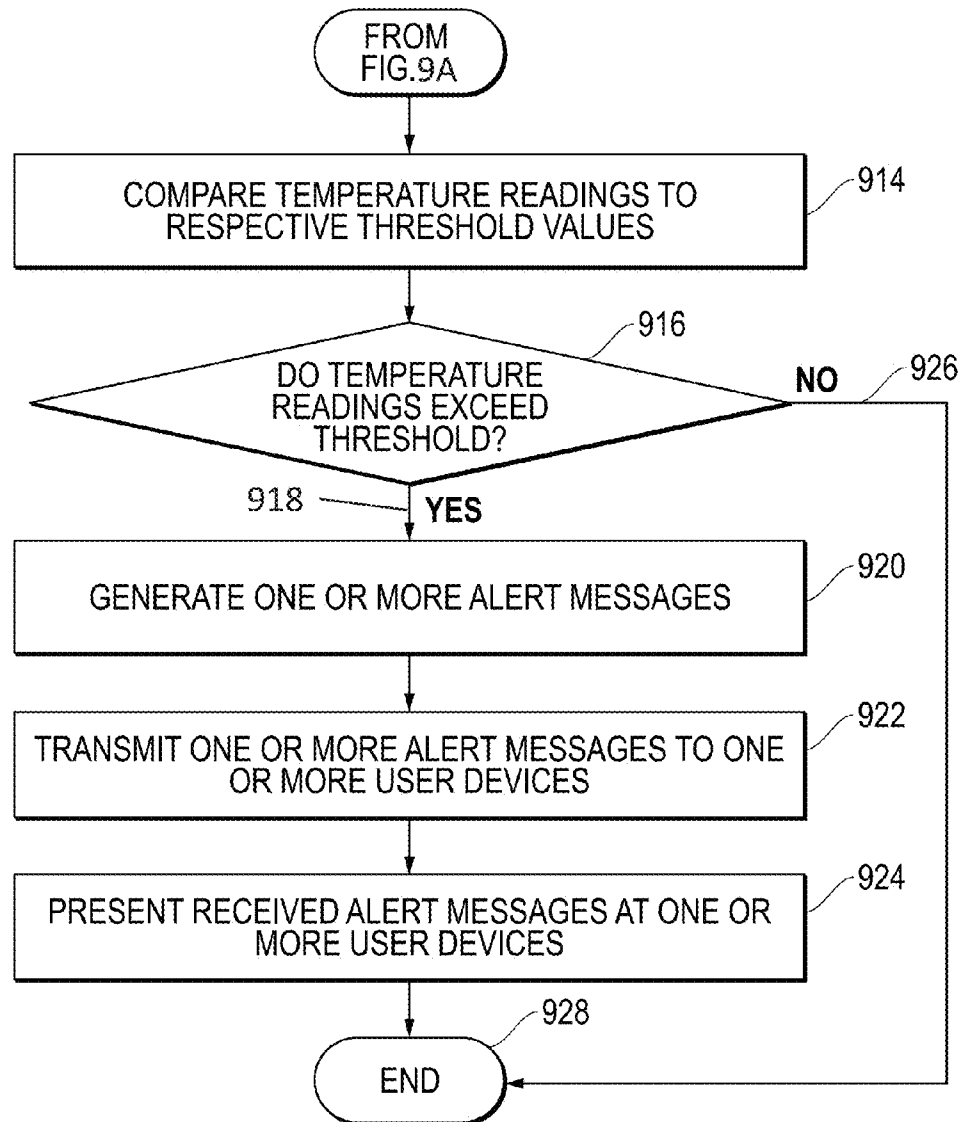 FROM
FIG.9A
COMPARE TEMPERATURE READINGS TO
RESPECTIVE THRESHOLD VALUES
914
916
DO TEMPERATURE
READINGS EXCEED
THRESHOLD?
NO
926
918
YES
GENERATE ONE OR MORE ALERT MESSAGES
920
TRANSMIT ONE OR MORE ALERT MESSAGES TO ONE
OR MORE USER DEVICES
922
PRESENT RECEIVED ALERT MESSAGES AT ONE OR
MORE USER DEVICES
924
928
END